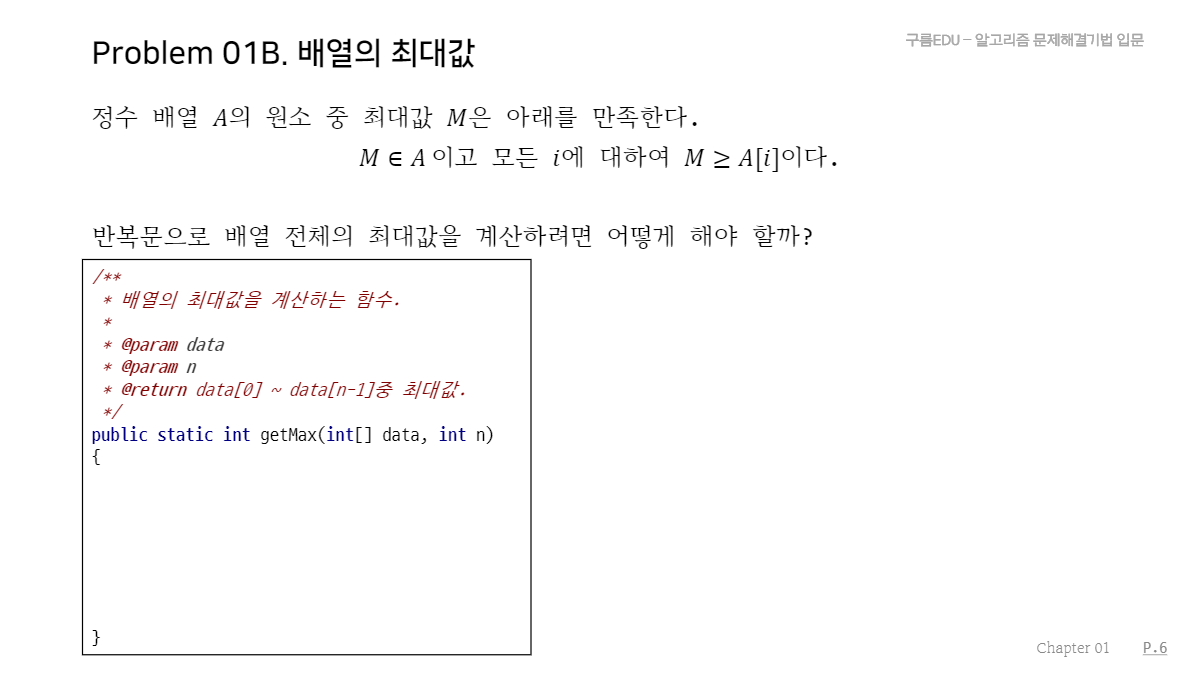 Problem 01B. 배열의 최대값
구름EDU – 알고리즘 문제해결기법 입문
정수 배열 A의 원소 중 최대값 M은 아래를 만족한다.
M ∈ A 이고 모든 i에 대하여 M ≥ A[i]이다.
반복문으로 배열 전체의 최대값을 계산하려면 어떻게 해야 할까?
/**
 * 배열의 최대값을 계산하는 함수.
 *
 * @param data
 * @param n
 * @return data[0] ~ data[n-1]중 최대값.
 */
public static int getMax(int[] data, int n)
{
}
Chapter 01 P.6